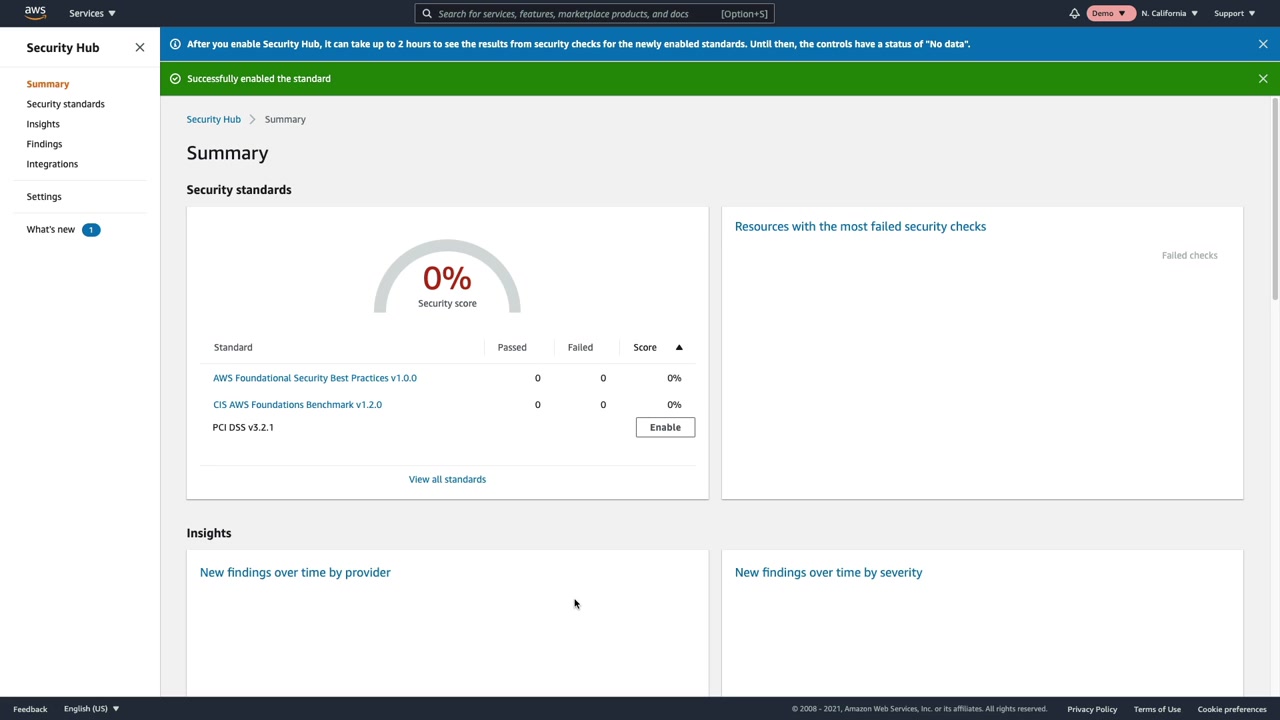 aws
Services
Search for services, features, marketplace products, and docs
[Option+S]
Demo
N. California
Support
Security Hub
Summary
Security standards
Insights
Findings
Integrations
Settings
What's new
1
After you enable Security Hub, it can take up to 2 hours to see the results from security checks for the newly enabled standards. Until then, the controls have a status of "No data".
Successfully enabled the standard
Security Hub
Summary
Summary
Security standards
0%
Security score
Standard Passed Failed Score
AWS Foundational Security Best Practices v1.0.0 0 0 0%
CIS AWS Foundations Benchmark v1.2.0 0 0 0%
PCI DSS v3.2.1 Enable
View all standards
Resources with the most failed security checks
Failed checks
Insights
New findings over time by provider
New findings over time by severity
Feedback
English (US)
© 2008 - 2021, Amazon Web Services, Inc. or its affiliates. All rights reserved.
Privacy Policy
Terms of Use
Cookie preferences